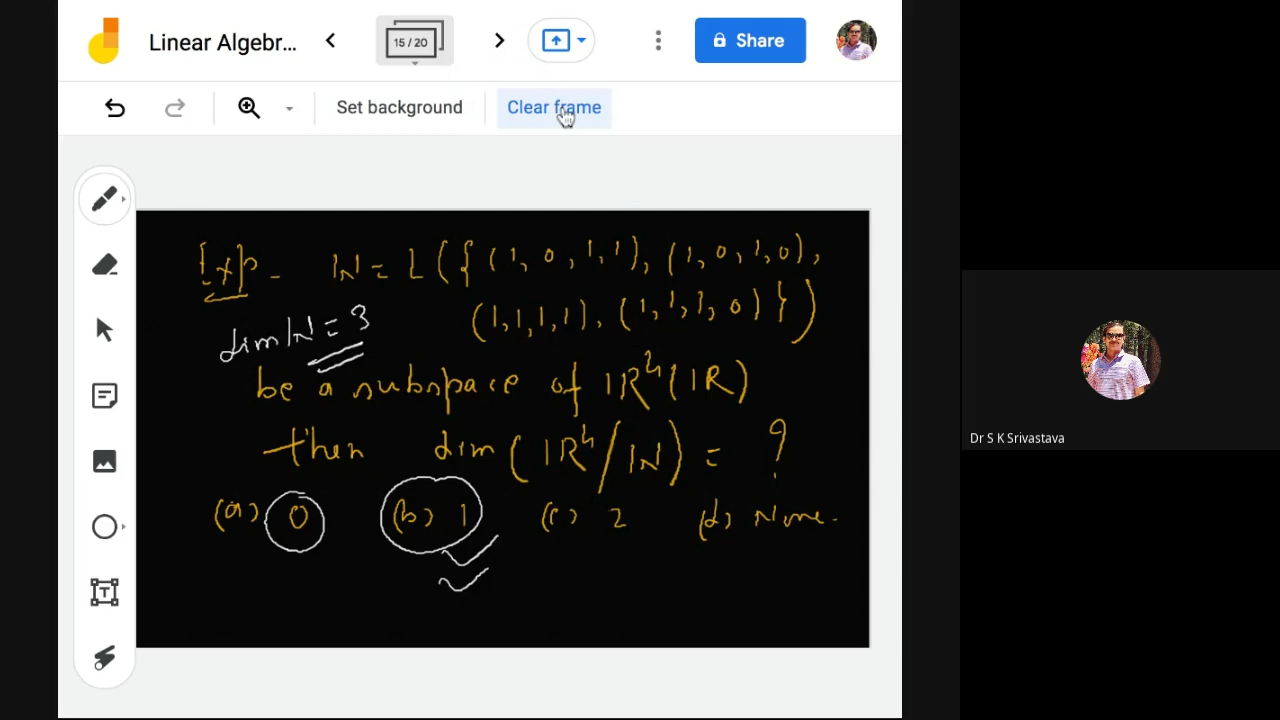 Linear Algebr...
15 / 20
Share
Set background
Clear frame
Exp - W = L({(1, 0, 1, 1), (1, 0, 1, 0),
dim W = 3
(1, 1, 1, 1), (1, 1, 1, 0)})
be a subspace of IR⁴(IR)
then dim (IR⁴/W) = ?
(a) 0 (b) 1 (c) 2 (d) None.
Dr S K Srivastava